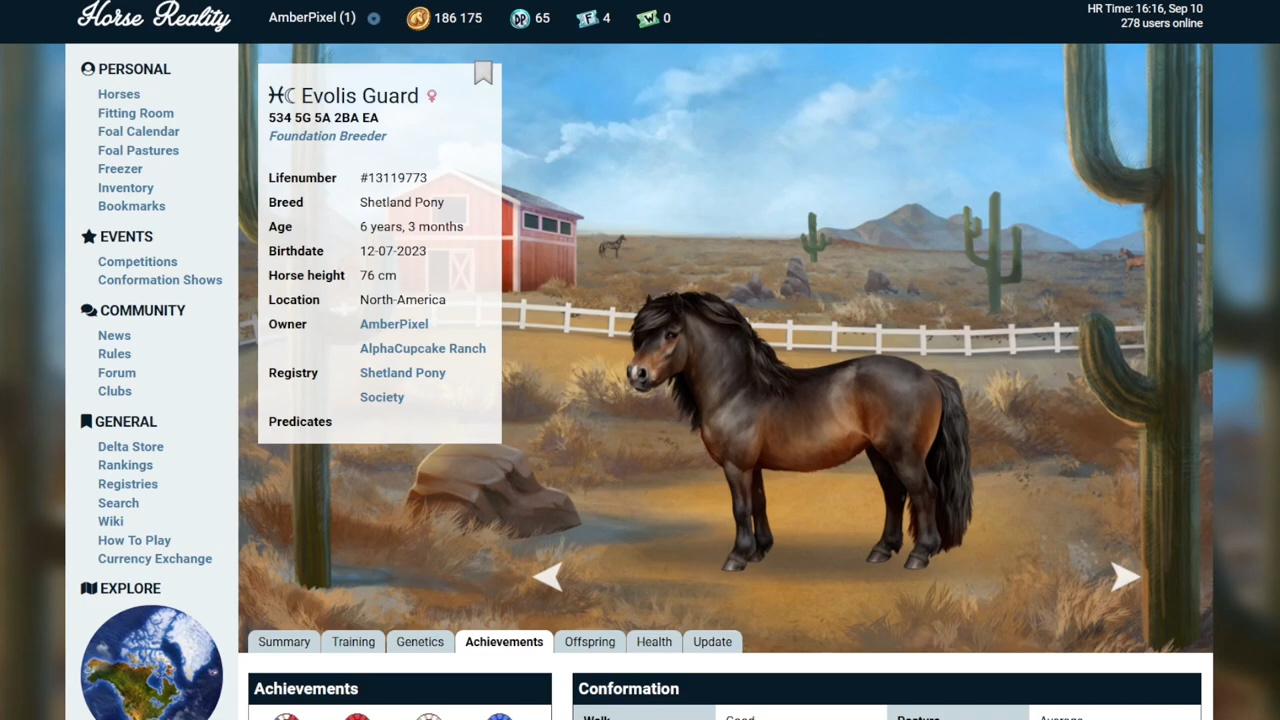 Horse Reality
AmberPixel (1)
186 175
DP
65
F
4
W
0
HR Time: 16:16, Sep 10
278 users online
PERSONAL
Horses
Fitting Room
Foal Calendar
Foal Pastures
Freezer
Inventory
Bookmarks
EVENTS
Competitions
Conformation Shows
COMMUNITY
News
Rules
Forum
Clubs
GENERAL
Delta Store
Rankings
Registries
Search
Wiki
How To Play
Currency Exchange
EXPLORE
♓☾ Evolis Guard ♀
534 5G 5A 2BA EA
Foundation Breeder
Lifenumber #13119773
Breed Shetland Pony
Age 6 years, 3 months
Birthdate 12-07-2023
Horse height 76 cm
Location North-America
Owner AmberPixel
AlphaCupcake Ranch
Registry Shetland Pony
Society
Predicates
Summary Training Genetics Achievements Offspring Health Update
Achievements
Conformation
Walk Good Posture Average